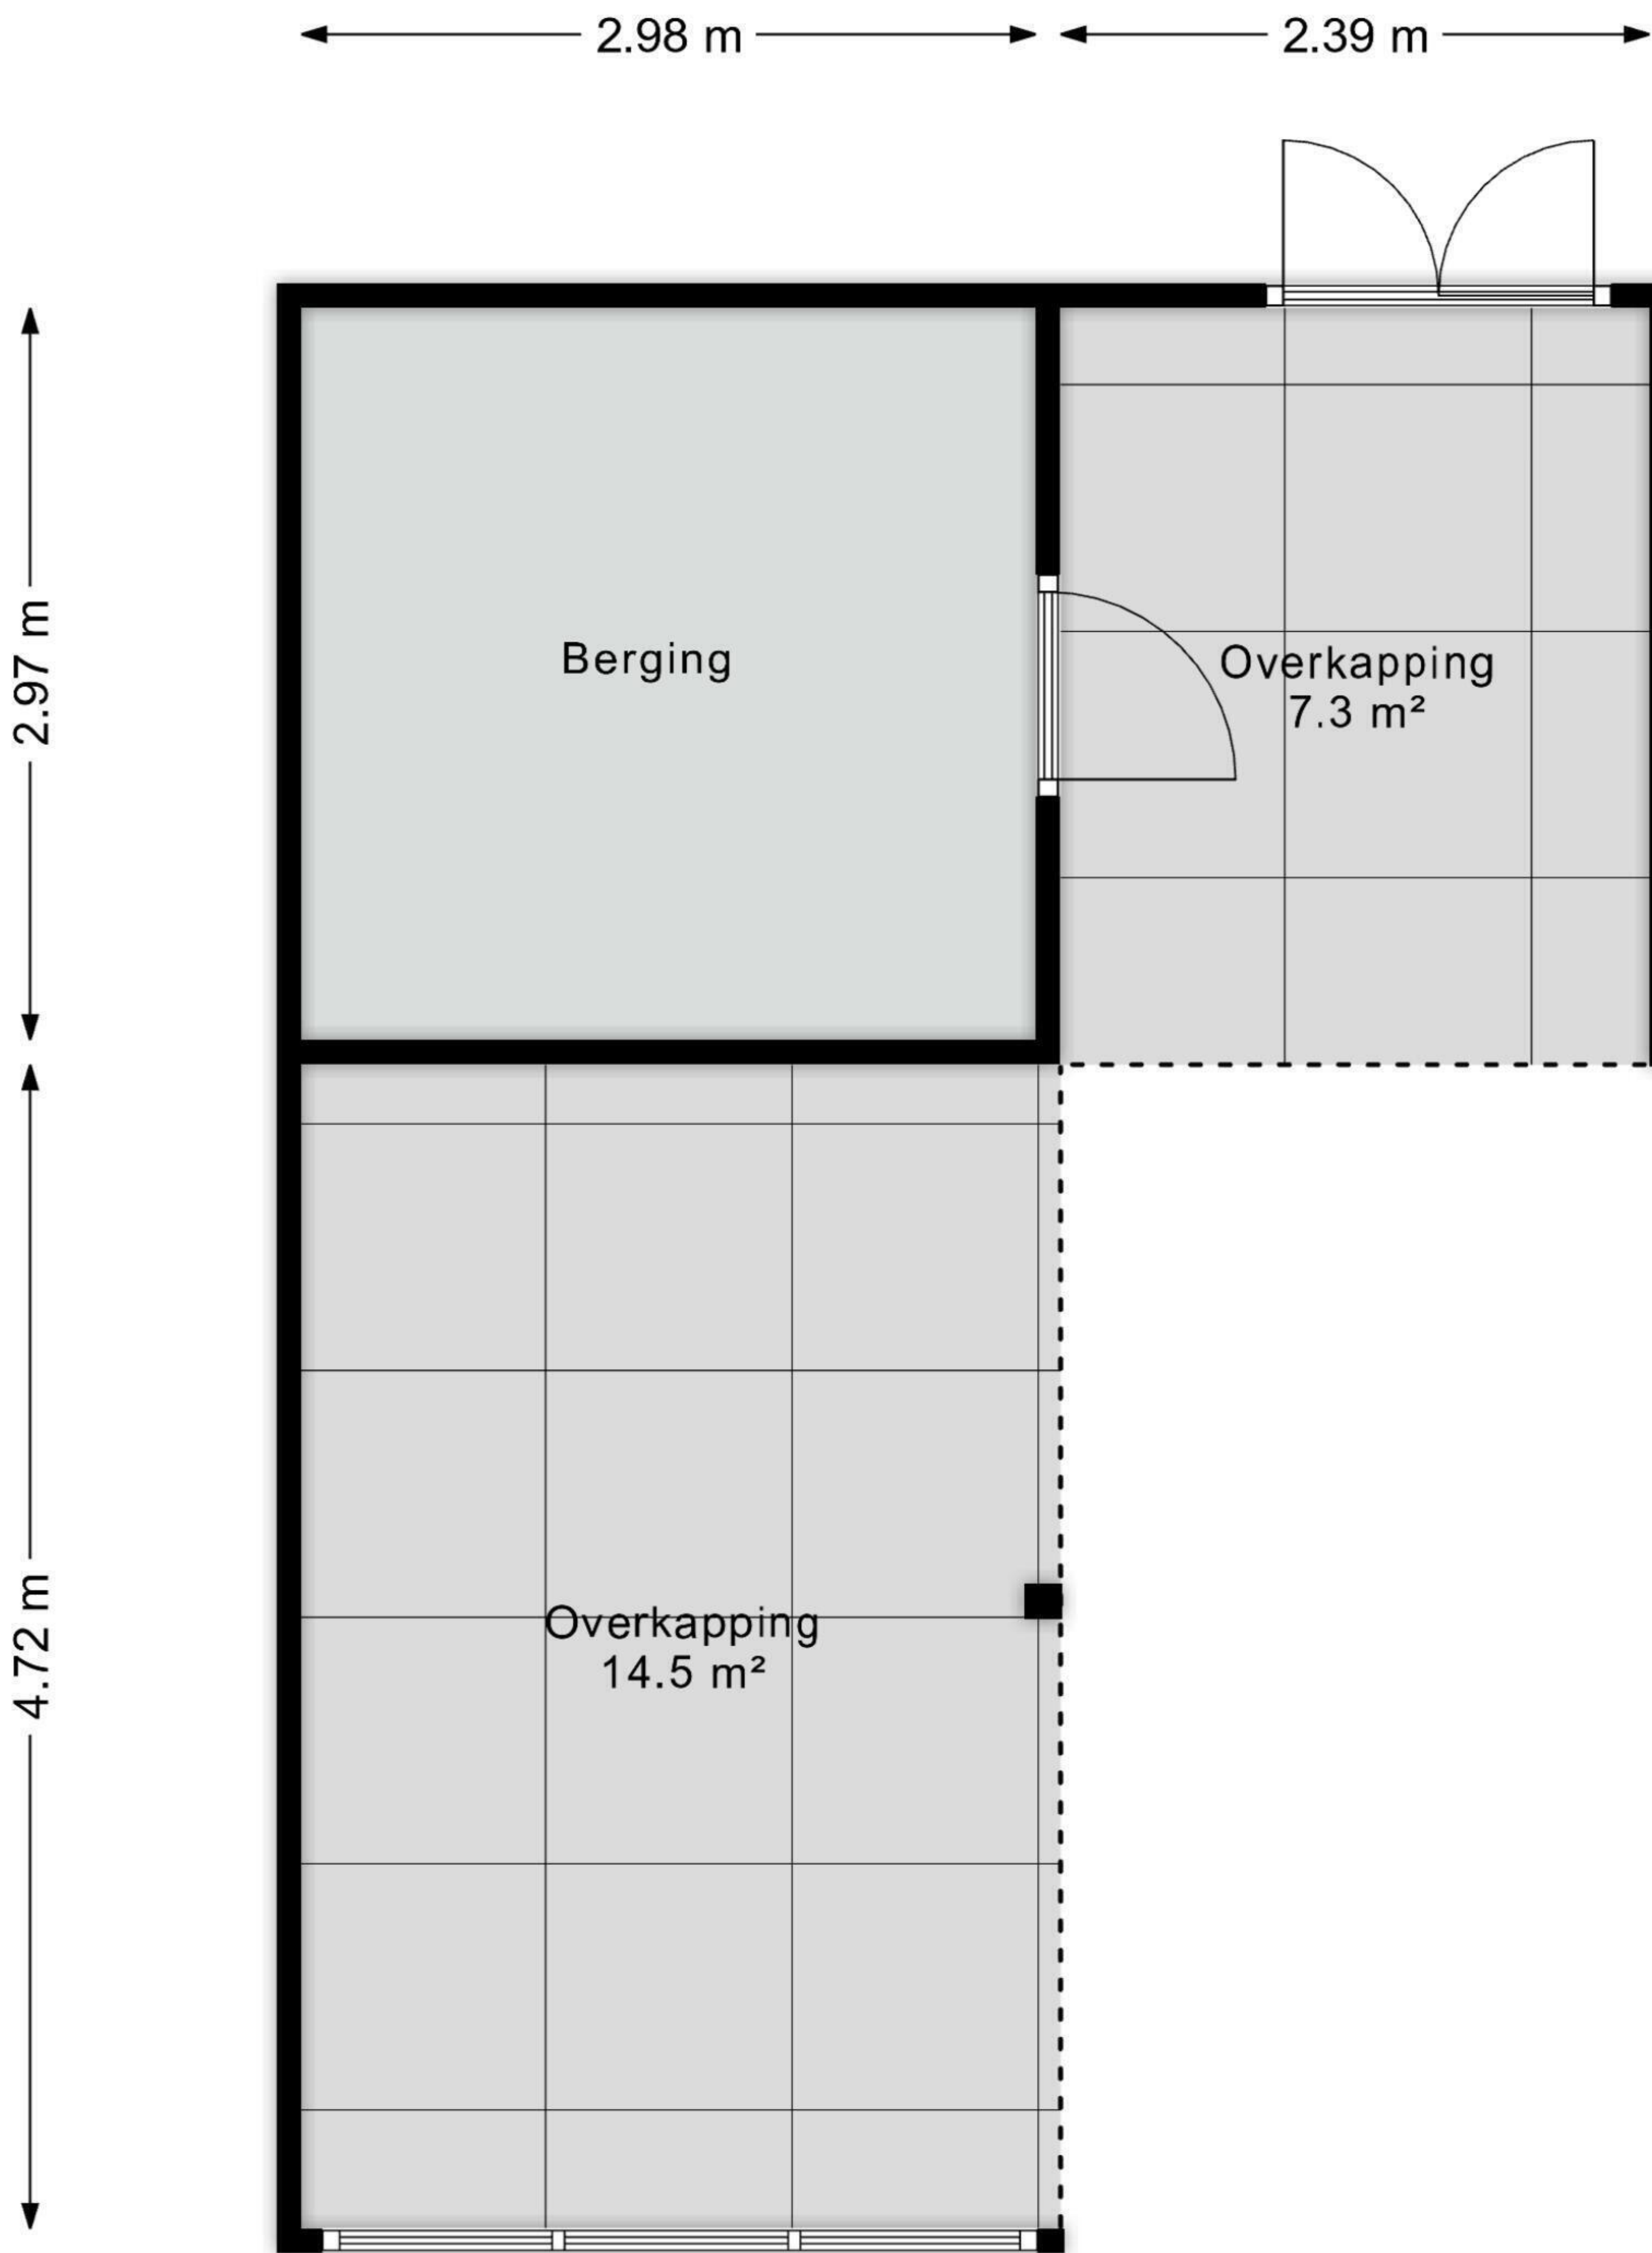 2.98 m
2.39 m
2.97 m
Berging
Overkapping
7.3 m²
4.72 m
Overkapping
14.5 m²